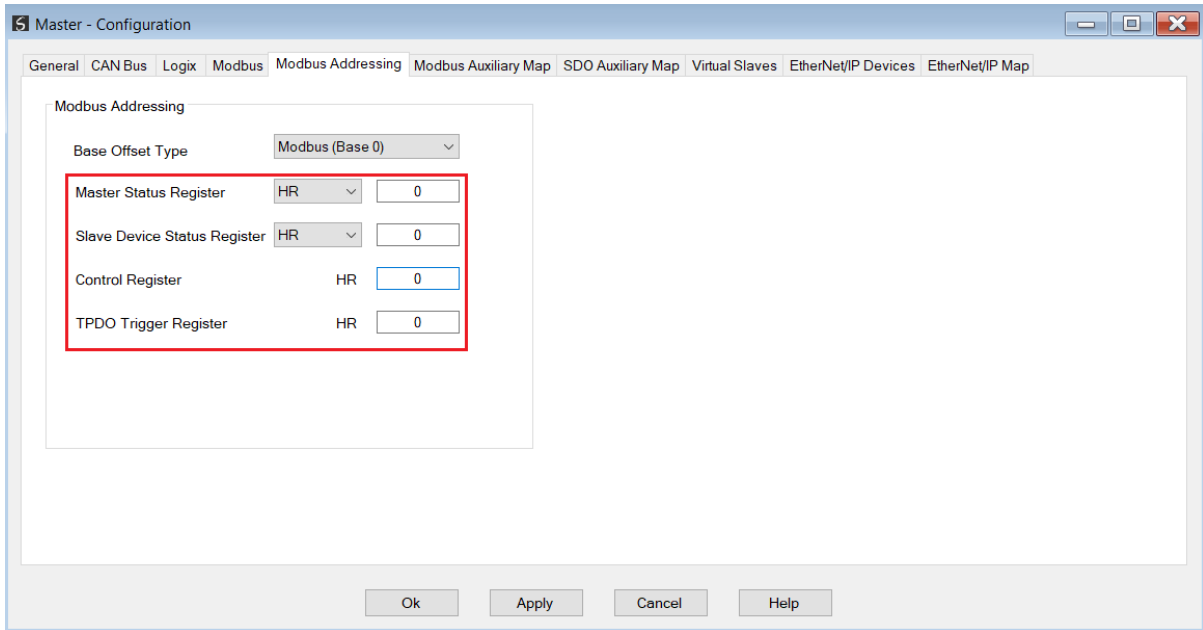 Master - Configuration
General CAN Bus Logix Modbus Modbus Addressing Modbus Auxiliary Map SDO Auxiliary Map Virtual Slaves EtherNet/IP Devices EtherNet/IP Map
Modbus Addressing
Base Offset Type Modbus (Base 0)
Master Status Register HR 0
Slave Device Status Register HR 0
Control Register HR 0
TPDO Trigger Register HR 0
Ok Apply Cancel Help